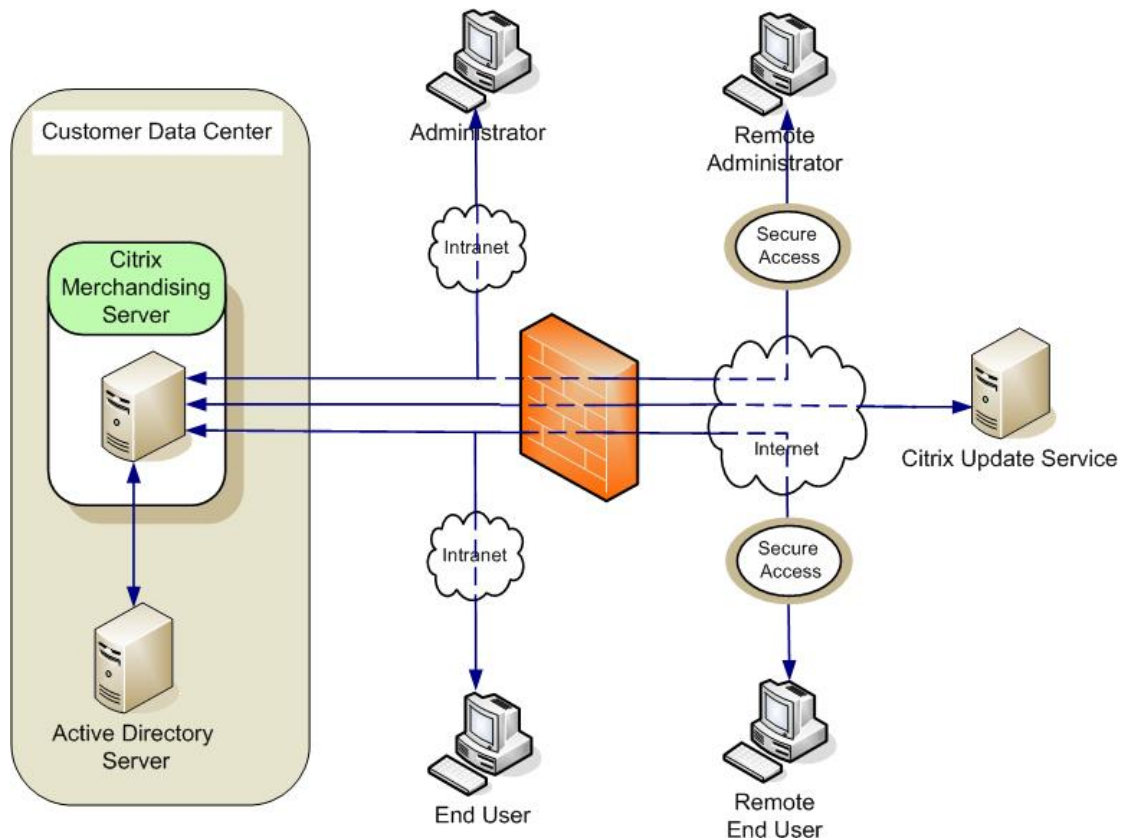 Customer Data Center
Administrator
Remote
Administrator
Intranet
Secure
Access
Citrix
Merchandising
Server
Internet
Citrix Update Service
Intranet
Secure
Access
Active Directory
Server
End User
Remote
End User